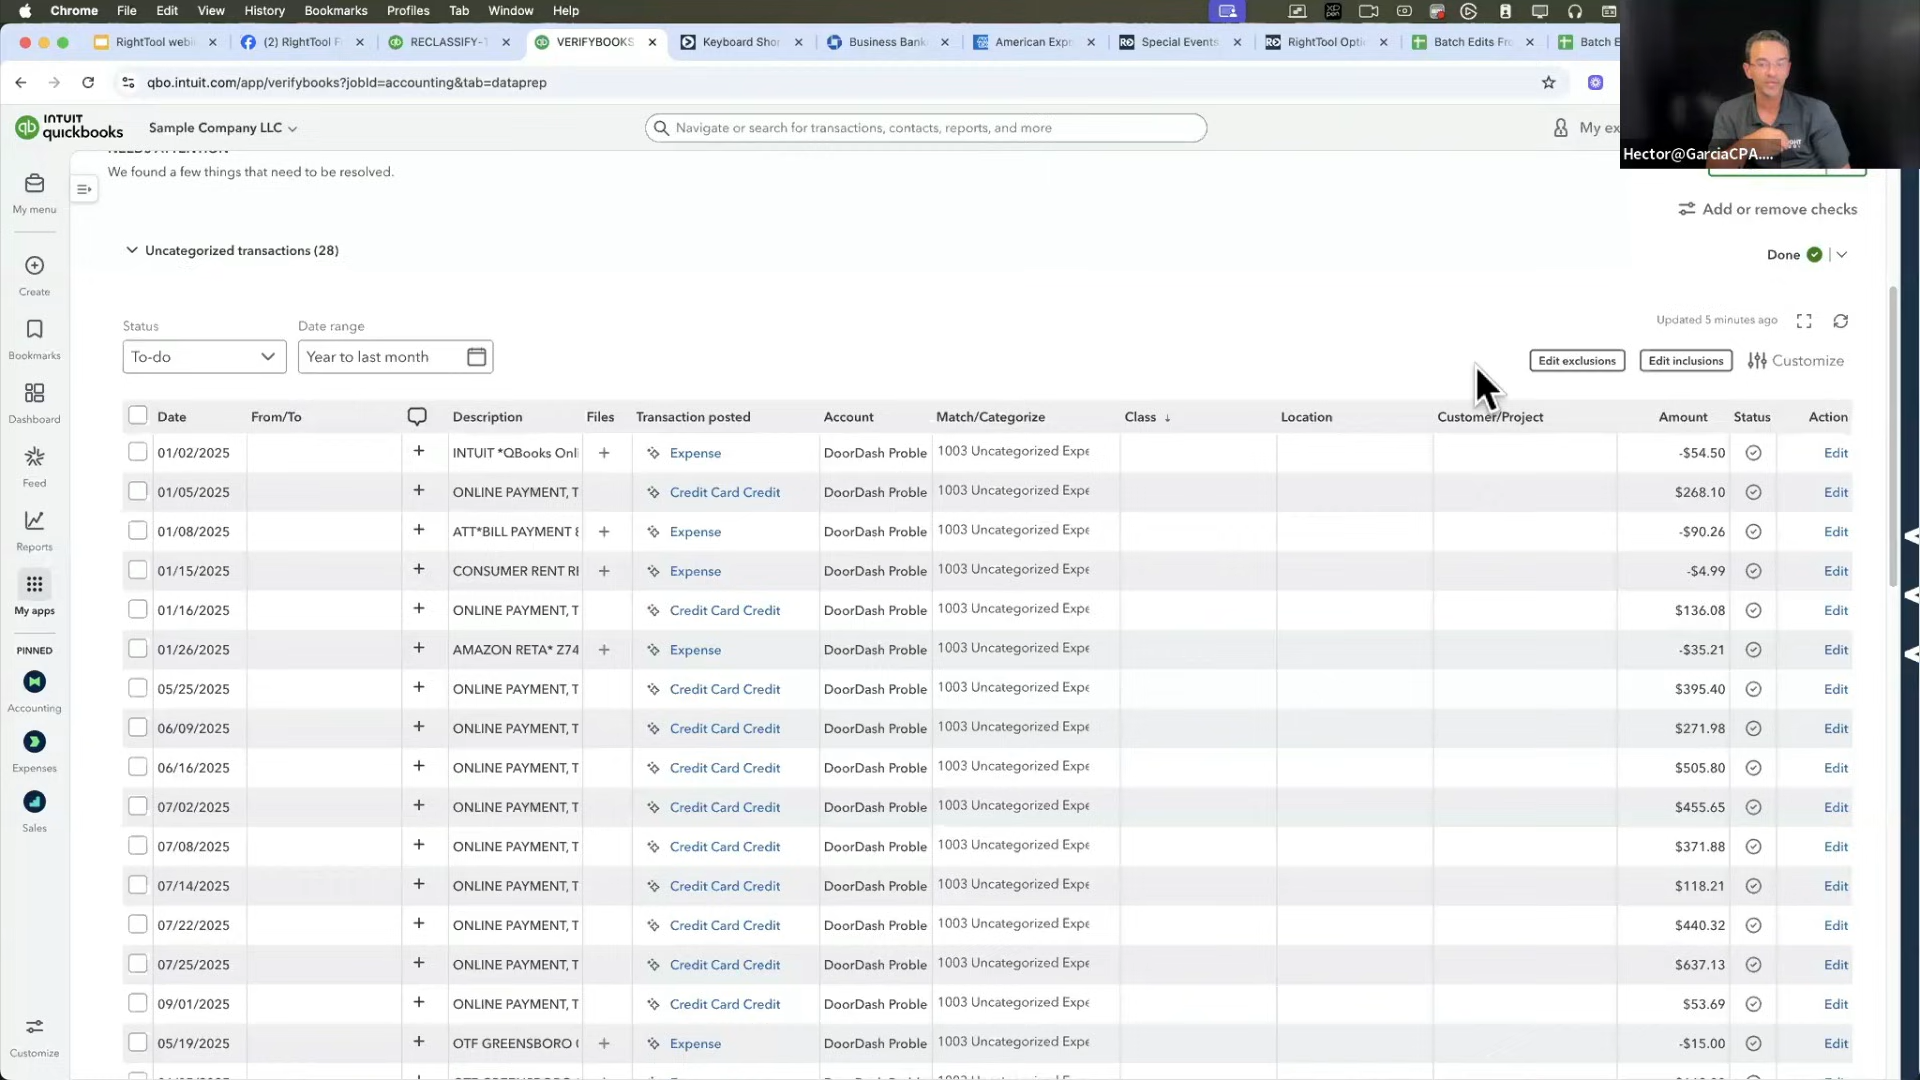 Chrome File Edit View History Bookmarks Profiles Tab Window Help
RightTool web (2) RightTool F RECLASSIFY- VERIFYBOOKS Keyboard Shor Business Bank American Expr Special Events RightTool Opti Batch Edits Fro Batch E
qbo.intuit.com/app/verifybooks?jobId=accounting&tab=dataprep
INTUIT
quickbooks
Sample Company LLC
Navigate or search for transactions, contacts, reports, and more
My ex
Hector@GarciaCPA....
NEEDS ATTENTION
We found a few things that need to be resolved.
Add or remove checks
Uncategorized transactions (28)
Done
Status
Date range
To-do
Year to last month
Updated 5 minutes ago
Edit exclusions
Edit inclusions
Customize
Date From/To Description Files Transaction posted Account Match/Categorize Class ↓ Location Customer/Project Amount Status Action
01/02/2025 + INTUIT *QBooks Onl + Expense DoorDash Proble 1003 Uncategorized Expe -$54.50 Edit
01/05/2025 + ONLINE PAYMENT, T Credit Card Credit DoorDash Proble 1003 Uncategorized Expe $268.10 Edit
01/08/2025 + ATT*BILL PAYMENT 8 + Expense DoorDash Proble 1003 Uncategorized Expe -$90.26 Edit
01/15/2025 + CONSUMER RENT RI + Expense DoorDash Proble 1003 Uncategorized Expe -$4.99 Edit
01/16/2025 + ONLINE PAYMENT, T Credit Card Credit DoorDash Proble 1003 Uncategorized Expe $136.08 Edit
01/26/2025 + AMAZON RETA* Z74 + Expense DoorDash Proble 1003 Uncategorized Expe -$35.21 Edit
05/25/2025 + ONLINE PAYMENT, T Credit Card Credit DoorDash Proble 1003 Uncategorized Expe $395.40 Edit
06/09/2025 + ONLINE PAYMENT, T Credit Card Credit DoorDash Proble 1003 Uncategorized Expe $271.98 Edit
06/16/2025 + ONLINE PAYMENT, T Credit Card Credit DoorDash Proble 1003 Uncategorized Expe $505.80 Edit
07/02/2025 + ONLINE PAYMENT, T Credit Card Credit DoorDash Proble 1003 Uncategorized Expe $455.65 Edit
07/08/2025 + ONLINE PAYMENT, T Credit Card Credit DoorDash Proble 1003 Uncategorized Expe $371.88 Edit
07/14/2025 + ONLINE PAYMENT, T Credit Card Credit DoorDash Proble 1003 Uncategorized Expe $118.21 Edit
07/22/2025 + ONLINE PAYMENT, T Credit Card Credit DoorDash Proble 1003 Uncategorized Expe $440.32 Edit
07/25/2025 + ONLINE PAYMENT, T Credit Card Credit DoorDash Proble 1003 Uncategorized Expe $637.13 Edit
09/01/2025 + ONLINE PAYMENT, T Credit Card Credit DoorDash Proble 1003 Uncategorized Expe $53.69 Edit
05/19/2025 + OTF GREENSBORO ( + Expense DoorDash Proble 1003 Uncategorized Expe -$15.00 Edit
My menu
Create
Bookmarks
Dashboard
Feed
Reports
My apps
PINNED
Accounting
Expenses
Sales
Customize